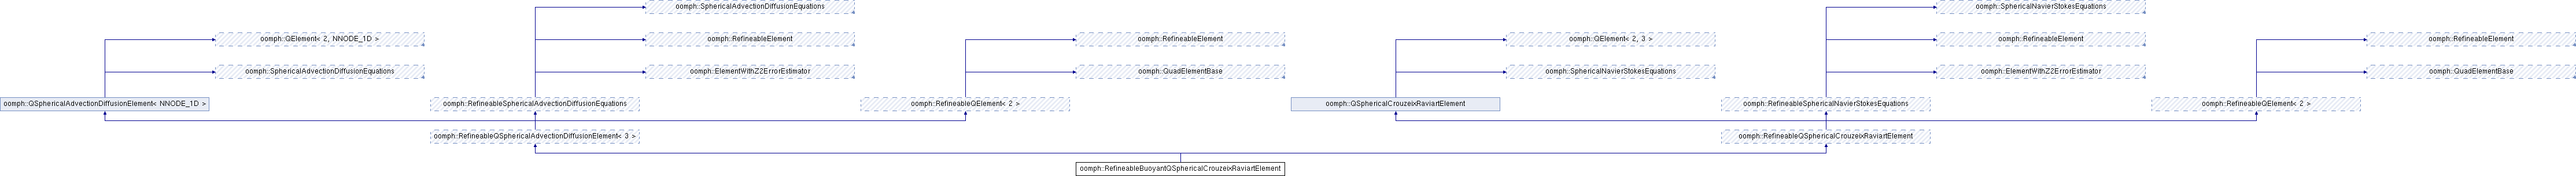 oomph::SphericalAdvectionDiffusionEquations
oomph::SphericalNavierStokesEquations
oomph::QElement< 2, NNODE_1D >
oomph::RefineableElement
oomph::RefineableElement
oomph::QElement< 2, 3 >
oomph::RefineableElement
oomph::RefineableElement
oomph::SphericalAdvectionDiffusionEquations
oomph::ElementWithZ2ErrorEstimator
oomph::QuadElementBase
oomph::SphericalNavierStokesEquations
oomph::ElementWithZ2ErrorEstimator
oomph::QuadElementBase
oomph::QSphericalAdvectionDiffusionElement< NNODE_1D >
oomph::RefineableSphericalAdvectionDiffusionEquations
oomph::RefineableQElement< 2 >
oomph::QSphericalCrouzeixRaviartElement
oomph::RefineableSphericalNavierStokesEquations
oomph::RefineableQElement< 2 >
oomph::RefineableQSphericalAdvectionDiffusionElement< 3 >
oomph::RefineableQSphericalCrouzeixRaviartElement
oomph::RefineableBuoyantQSphericalCrouzeixRaviartElement